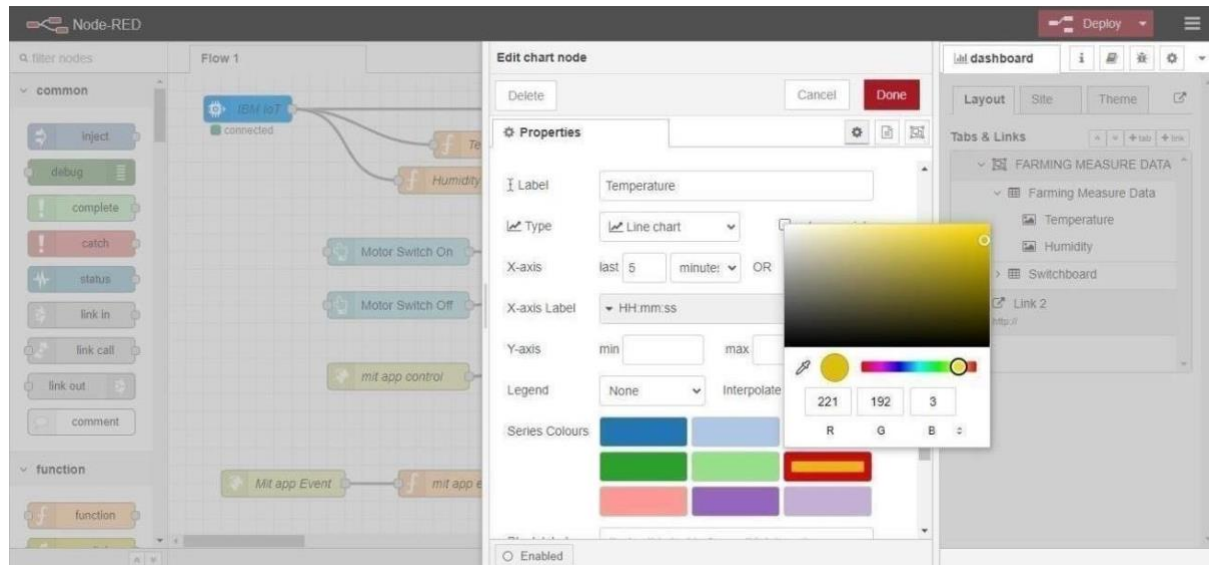 Node-RED
Deploy
filter nodes
Flow 1
Edit chart node
dashboard
i
common
Delete
Cancel
Done
Layout
Site
Theme
IBM IoT
connected
Properties
Tabs & Links
tab
link
inject
FARMING MEASURE DATA
debug
Humidity
Label
Temperature
Farming Measure Data
complete
Type
Line chart
Temperature
catch
Motor Switch On
X-axis
last 5
minutes
OR
Humidity
status
Switchboard
link in
Motor Switch Off
X-axis Label
HH:mm:ss
Link 2
http://
link call
Y-axis
min
max
link out
mit app control
Legend
None
Interpolate
221 192 3
comment
Series Colours
R G B
function
Mit app Event
mit app e
function
Enabled